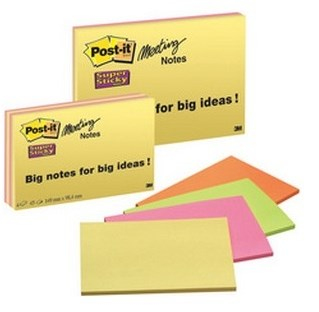 Post-it Meeting
Super Notes
Sticky
for big ideas!
3M
Post-it Meeting
Super Notes
Sticky
Big notes for big ideas!
3M